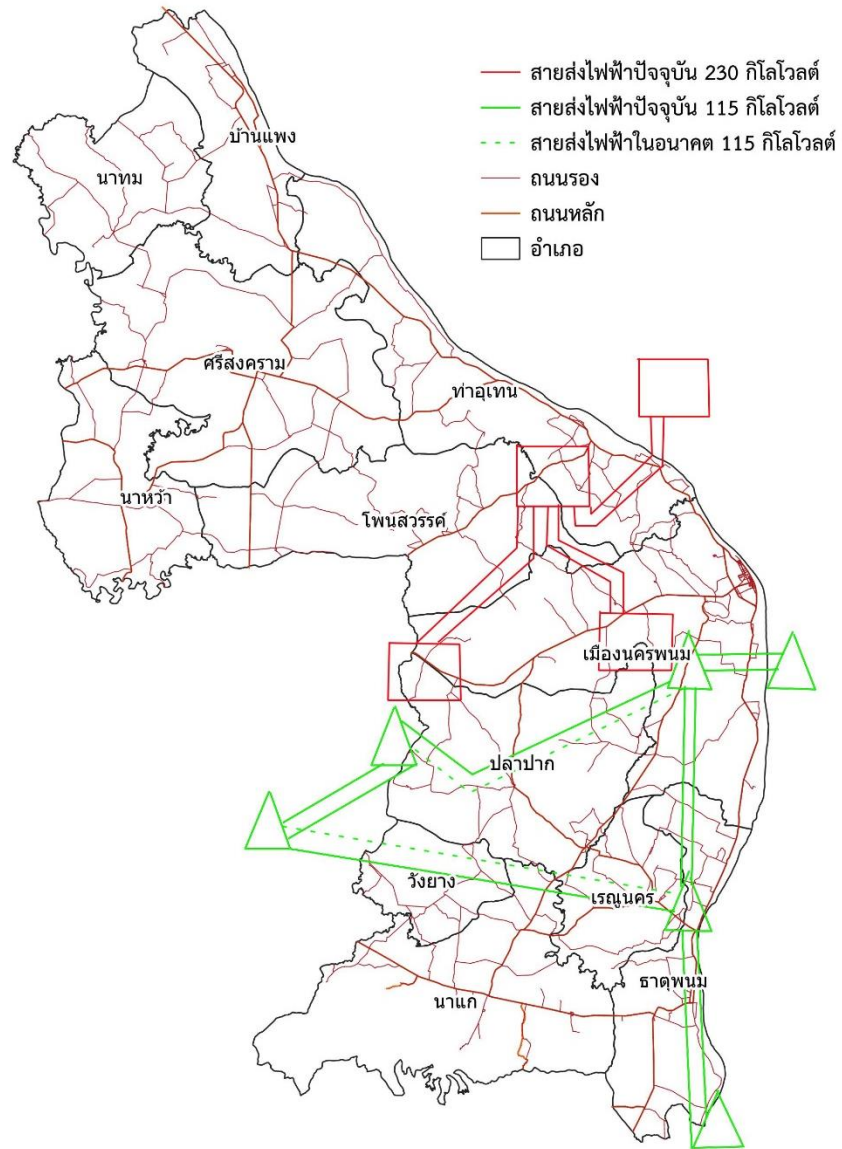 สายส่งไฟฟ้าปัจจุบัน 230 กิโลโวลต์
สายส่งไฟฟ้าปัจจุบัน 115 กิโลโวลต์
สายส่งไฟฟ้าในอนาคต 115 กิโลโวลต์
ถนนรอง
ถนนหลัก
อำเภอ
บ้านแพง
นาทม
ศรีสงคราม
ท่าอุเทน
นาหว้า
โพนสวรรค์
เมืองนครพนม
ปลาปาก
วังยาง
เรณูนคร
ธาตุพนม
นาแก